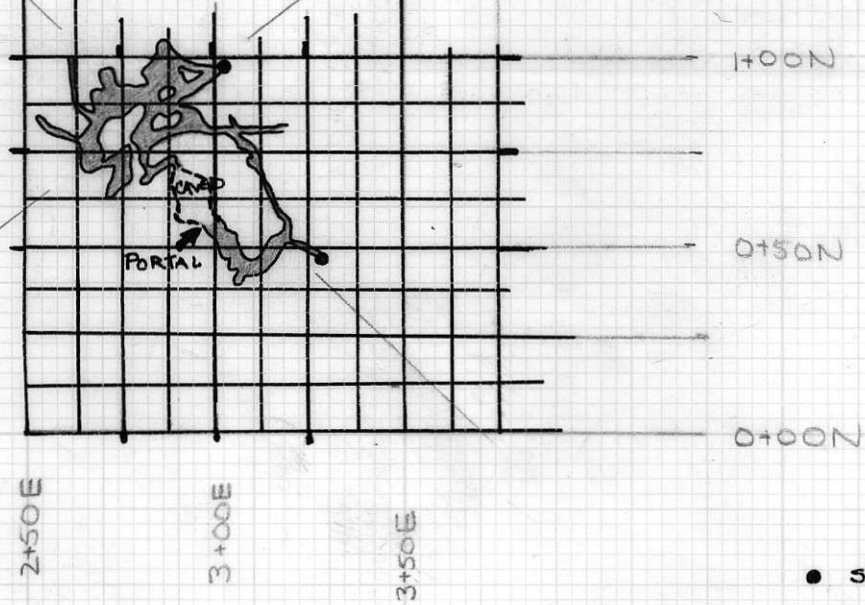 1+00N
CAVED
PORTAL
0+50N
0+00N
2+50E
3+00E
3+50E
S